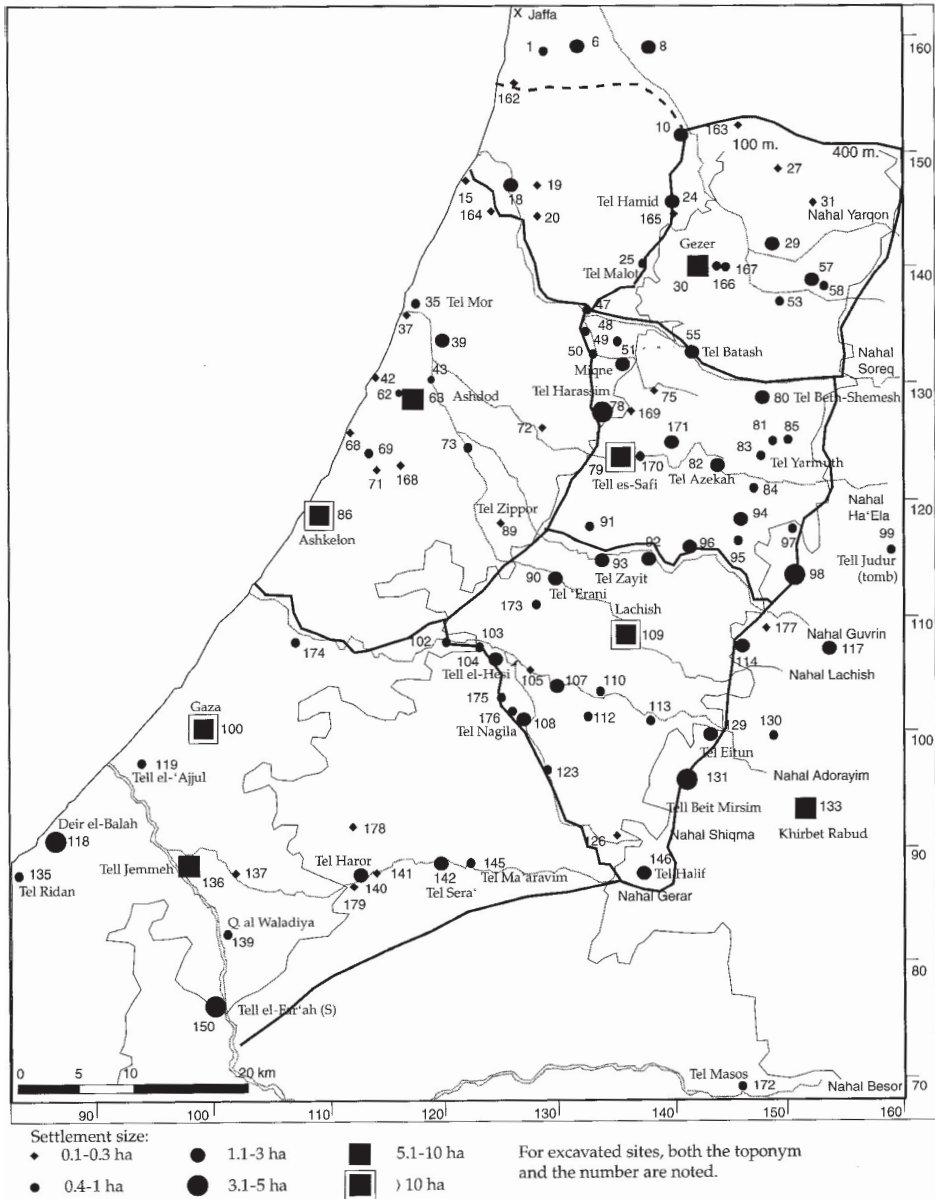 x Jaffa
160
1
6
8
162
10
163
100 m.
400 m.
150
27
15
18
19
164
20
Tel Hamid
24
165
31
Nahal Yarqon
Gezer
29
25
Tel Malot
30
166
167
57
58
53
140
35
Tel Mor
37
47
48
49
39
50
51
55
Tel Batash
Miqne
Nahal
Soreq
43
42
62
63
Ashdod
Tel Harassim
78
75
169
80
Tel Beth-Shemesh
130
68
69
71
168
73
72
171
81
85
83
Tel Yarmuth
79
170
Tell es-Safi
82
Tel Azekah
84
120
86
Ashkelon
Tel Zippor
89
91
94
Nahal
Ha'Ela
99
92
96
95
97
Tell Judur
(tomb)
93
Tel Zayit
98
90
Tel 'Erani
173
Lachish
109
110
177
Nahal Guvrin
174
102
103
104
114
117
Tell el-Hesi
Nahal Lachish
105
107
110
175
176
112
113
Tel Nagila
108
129
130
Gaza
100
100
Tel Eitun
119
Tell el-'Ajjul
123
131
Nahal Adorayim
Tell Beit Mirsim
133
Khirbet Rabud
Deir el-Balah
118
178
126
Nahal Shiqma
90
135
Tel Ridan
Tell Jemmeh
136
137
Tel Haror
140
141
179
142
Tel Sera'
145
Tel Ma'aravim
146
Tel Halif
Nahal Gerar
Q. al Waladiya
139
80
150
Tell el-Far'ah (S)
0 5 10 20 km
Tel Masos
172
Nahal Besor
70
90 100 110 120 130 140 150 160
Settlement size:
0.1-0.3 ha 1.1-3 ha 5.1-10 ha For excavated sites, both the toponym
0.4-1 ha 3.1-5 ha ⟩ 10 ha and the number are noted.